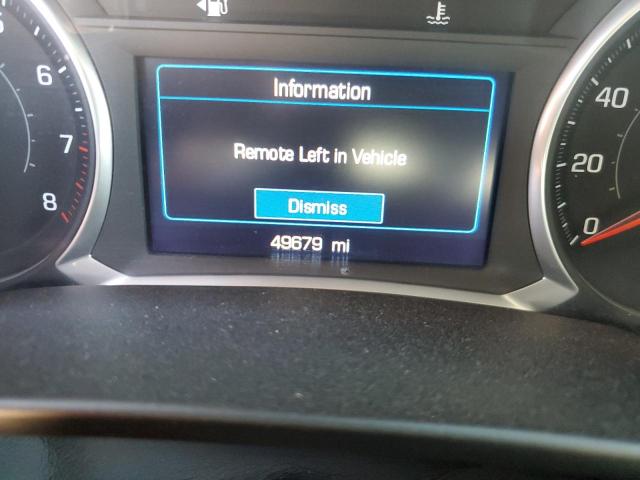 Information
Remote Left in Vehicle
Dismiss
49679 mi
6
7
8
40
20
0